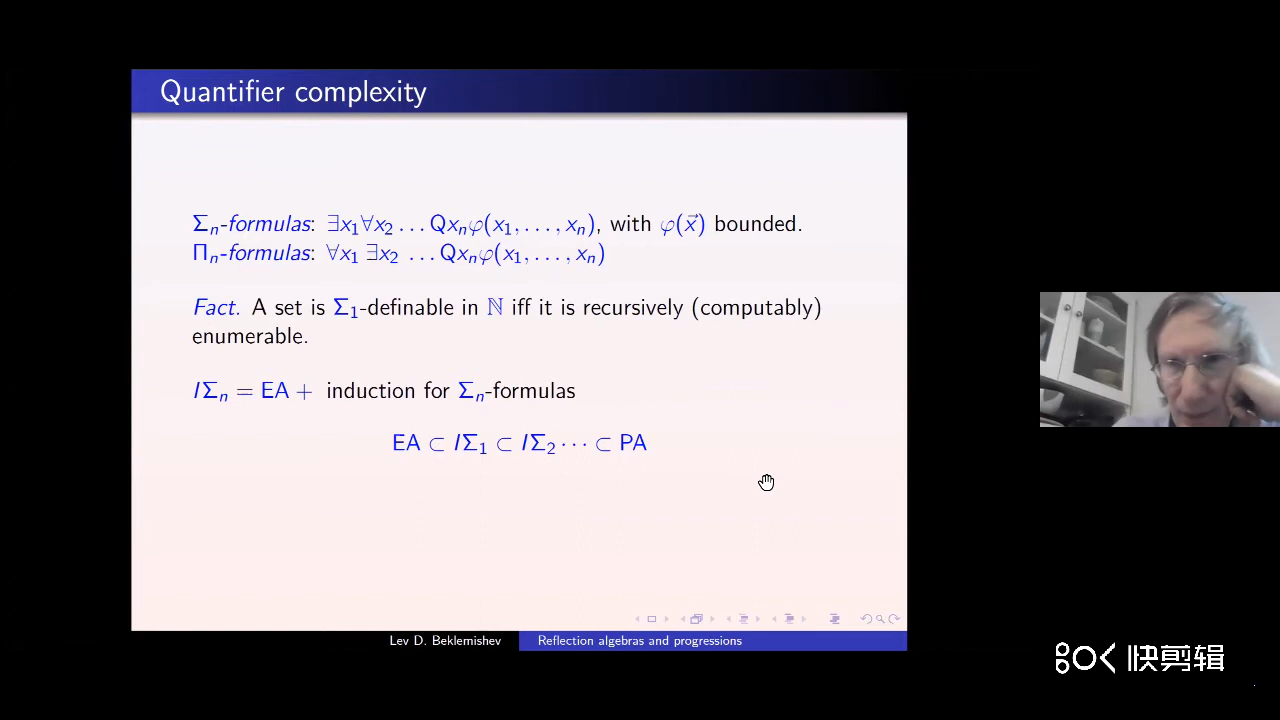 Quantifier complexity
Σₙ-formulas: ∃x₁∀x₂ … Qxₙφ(x₁, …, xₙ), with φ(x⃗) bounded.
Πₙ-formulas: ∀x₁ ∃x₂ … Qxₙφ(x₁, …, xₙ)
Fact. A set is Σ₁-definable in ℕ iff it is recursively (computably)
enumerable.
IΣₙ = EA + induction for Σₙ-formulas
EA ⊂ IΣ₁ ⊂ IΣ₂ ⋯ ⊂ PA
Lev D. Beklemishev Reflection algebras and progressions
快剪辑